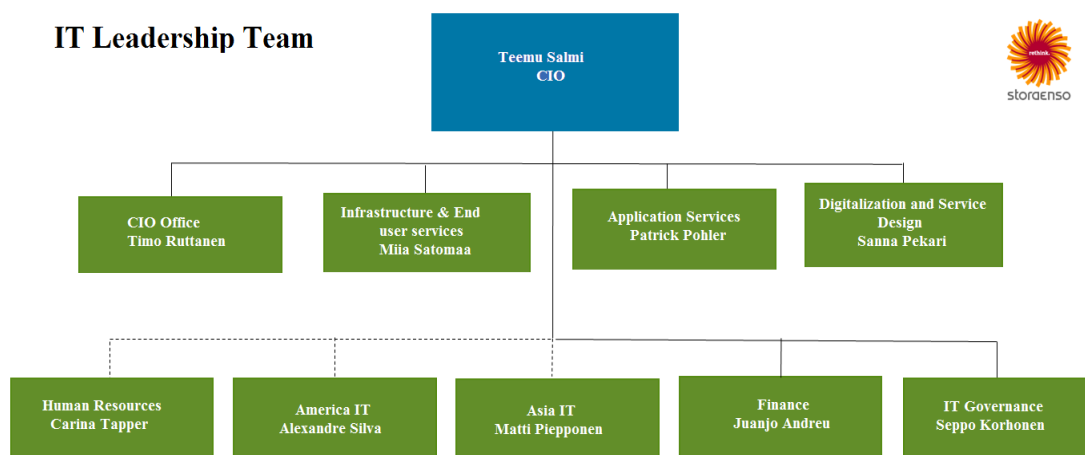 IT Leadership Team
Teemu Salmi
CIO
rethink.
storaenso
CIO Office
Timo Ruttanen
Infrastructure & End
user services
Miia Satomaa
Application Services
Patrick Pohler
Digitalization and Service
Design
Sanna Pekari
Human Resources
Carina Tapper
America IT
Alexandre Silva
Asia IT
Matti Piepponen
Finance
Juanjo Andreu
IT Governance
Seppo Korhonen